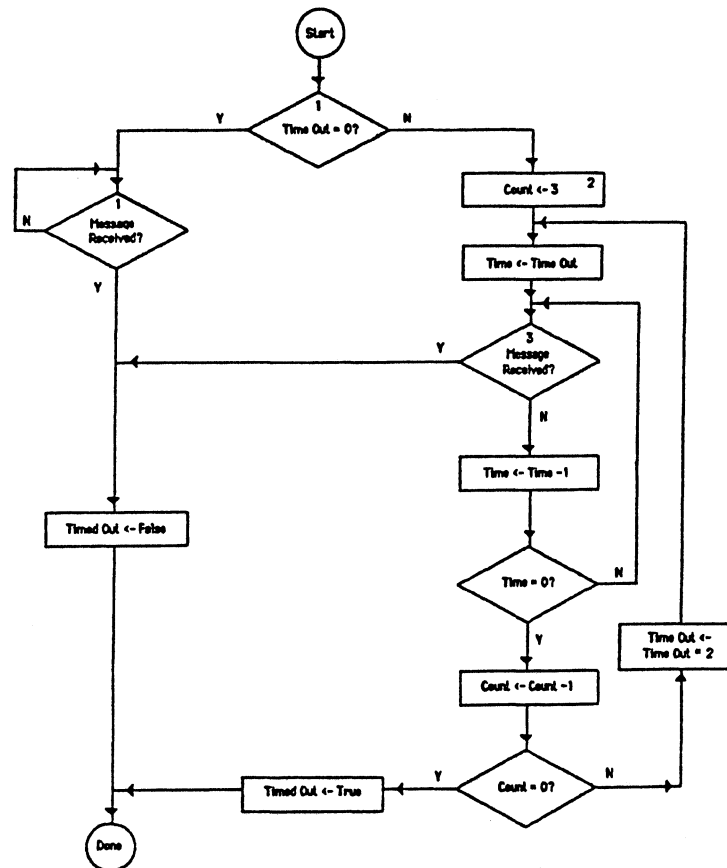 Start
1
Time Out = 0?
Y
N
Count <- 3
2
1
Message
Received?
N
Y
Time <- Time Out
3
Message
Received?
Y
N
Time <- Time -1
Timed Out <- False
Time = 0?
N
Y
Time Out <-
Time Out = 2
Count <- Count -1
Timed Out <- True
Y
Count = 0?
N
Done